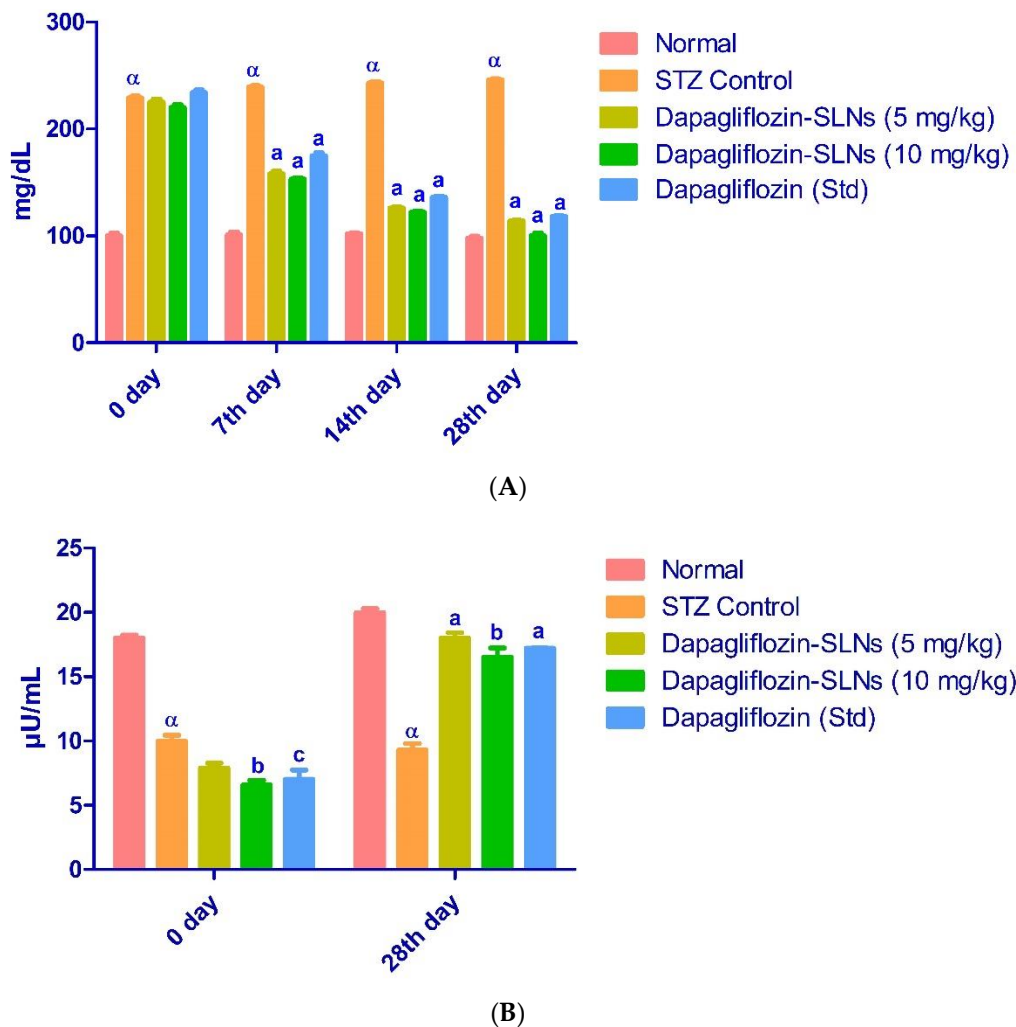 300
200
100
0
mg/dL
α
α
α
α
a
a
a
a
a
a
a
a
a
0 day
7th day
14th day
28th day
Normal
STZ Control
Dapagliflozin-SLNs (5 mg/kg)
Dapagliflozin-SLNs (10 mg/kg)
Dapagliflozin (Std)
(A)
25
20
15
10
5
0
µU/mL
α
b
c
α
a
b
a
0 day
28th day
Normal
STZ Control
Dapagliflozin-SLNs (5 mg/kg)
Dapagliflozin-SLNs (10 mg/kg)
Dapagliflozin (Std)
(B)